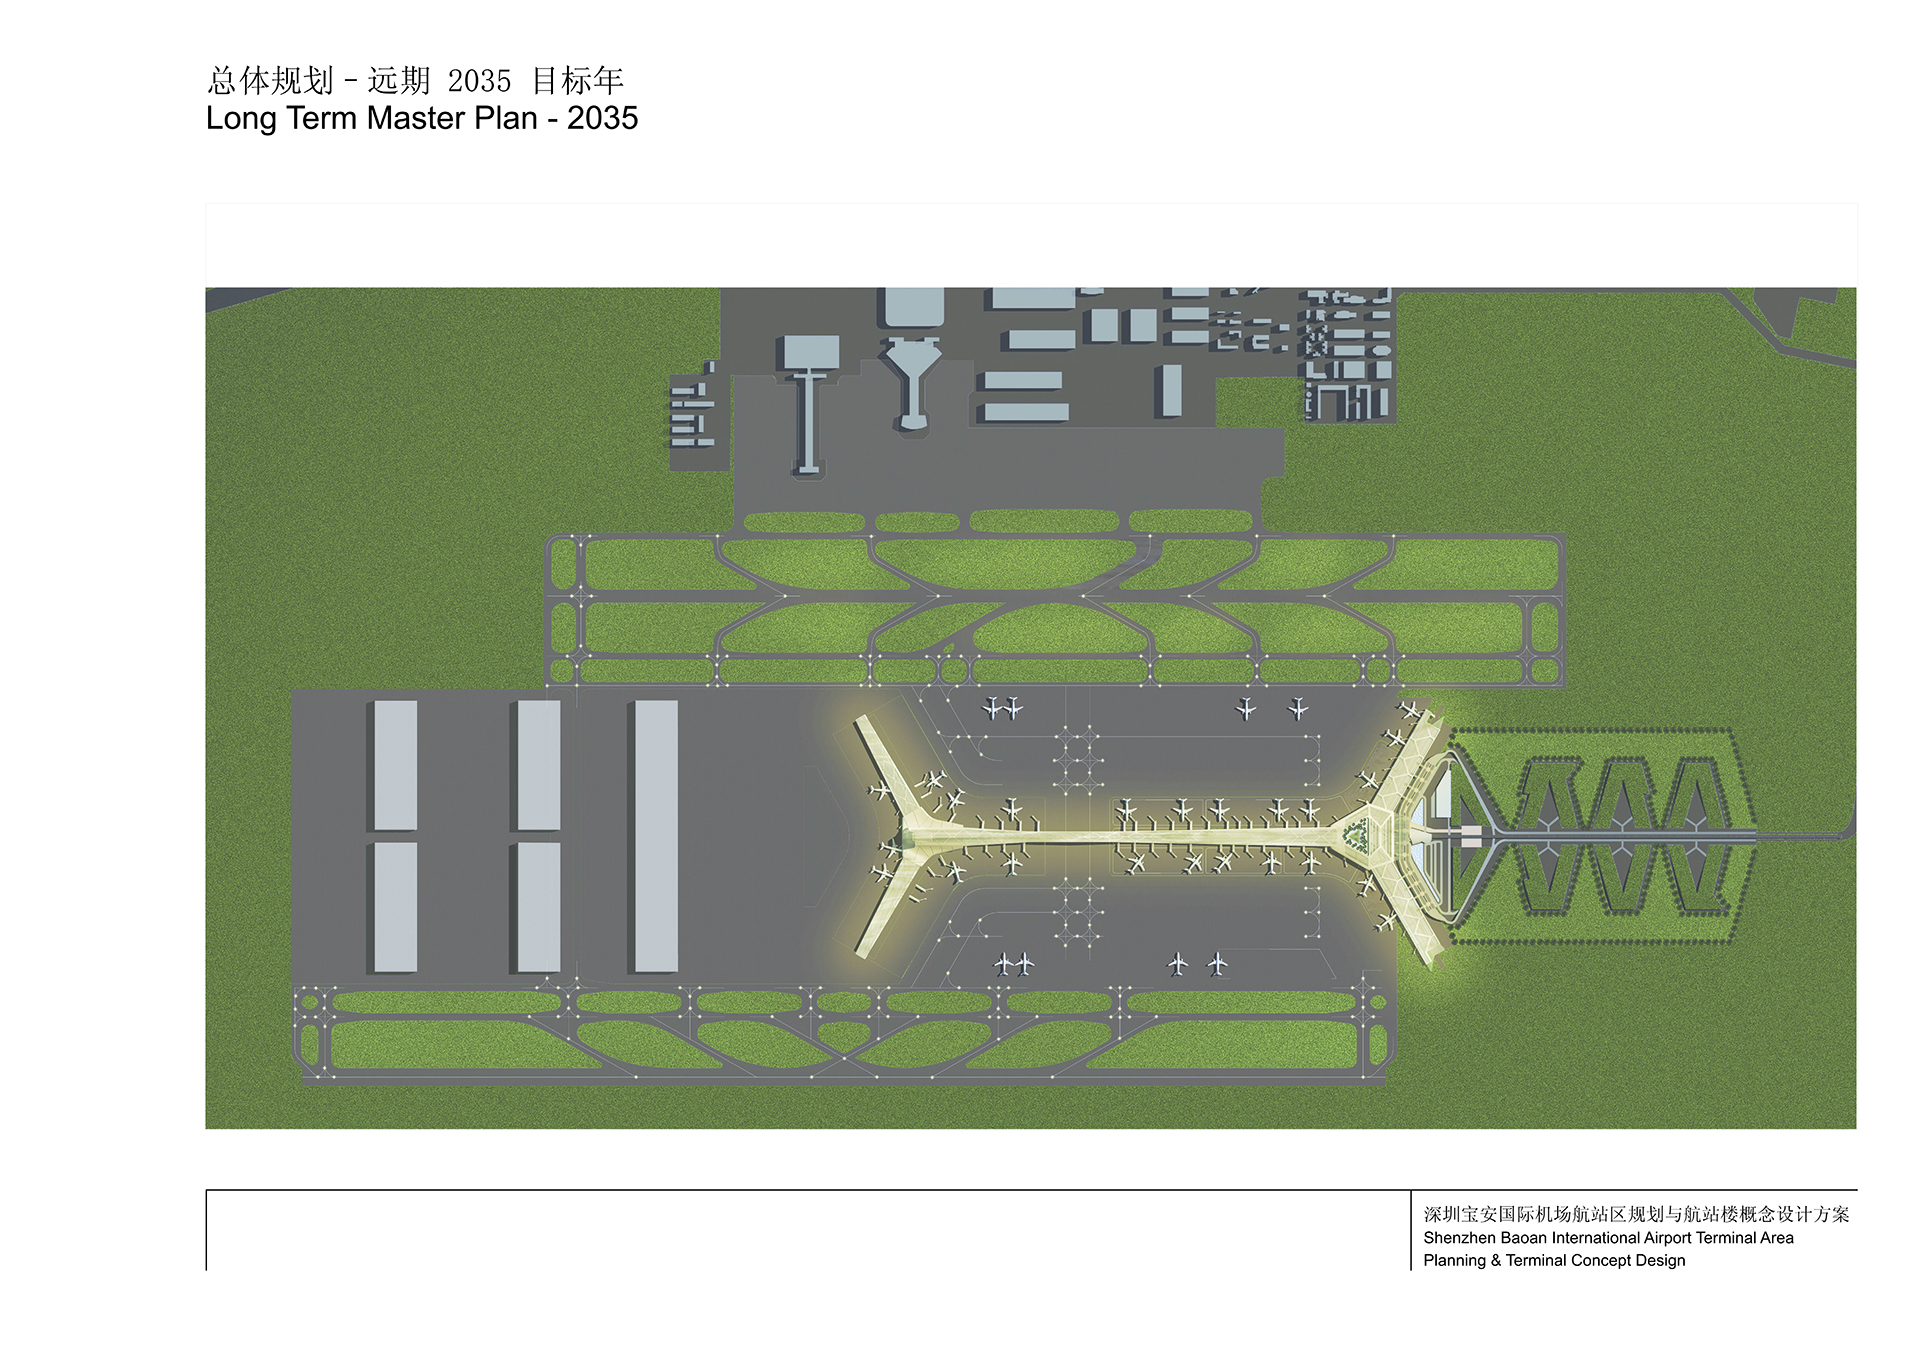 总体规划 - 远期 2035 目标年
Long Term Master Plan - 2035
深圳宝安国际机场航站区规划与航站楼概念设计方案
Shenzhen Baoan International Airport Terminal Area
Planning & Terminal Concept Design